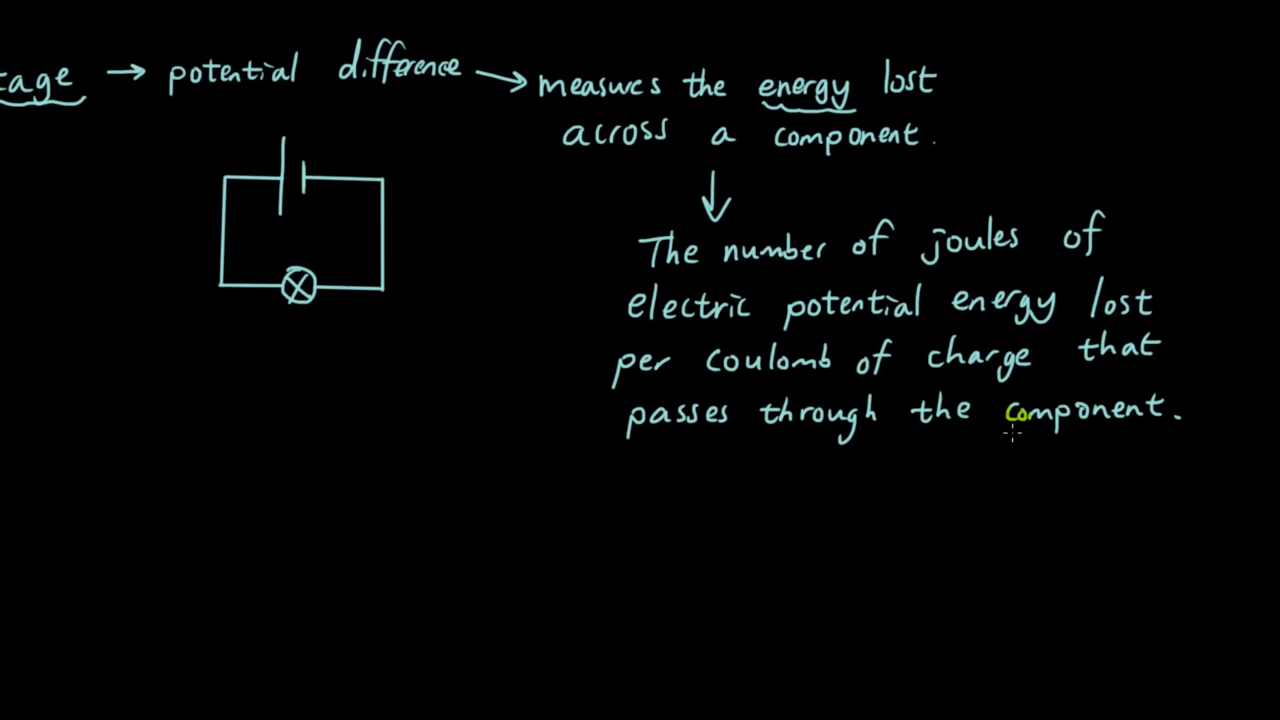 tage → potential difference → measures the energy lost
across a component.
↓
The number of joules of
electric potential energy lost
per coulomb of charge that
passes through the component.